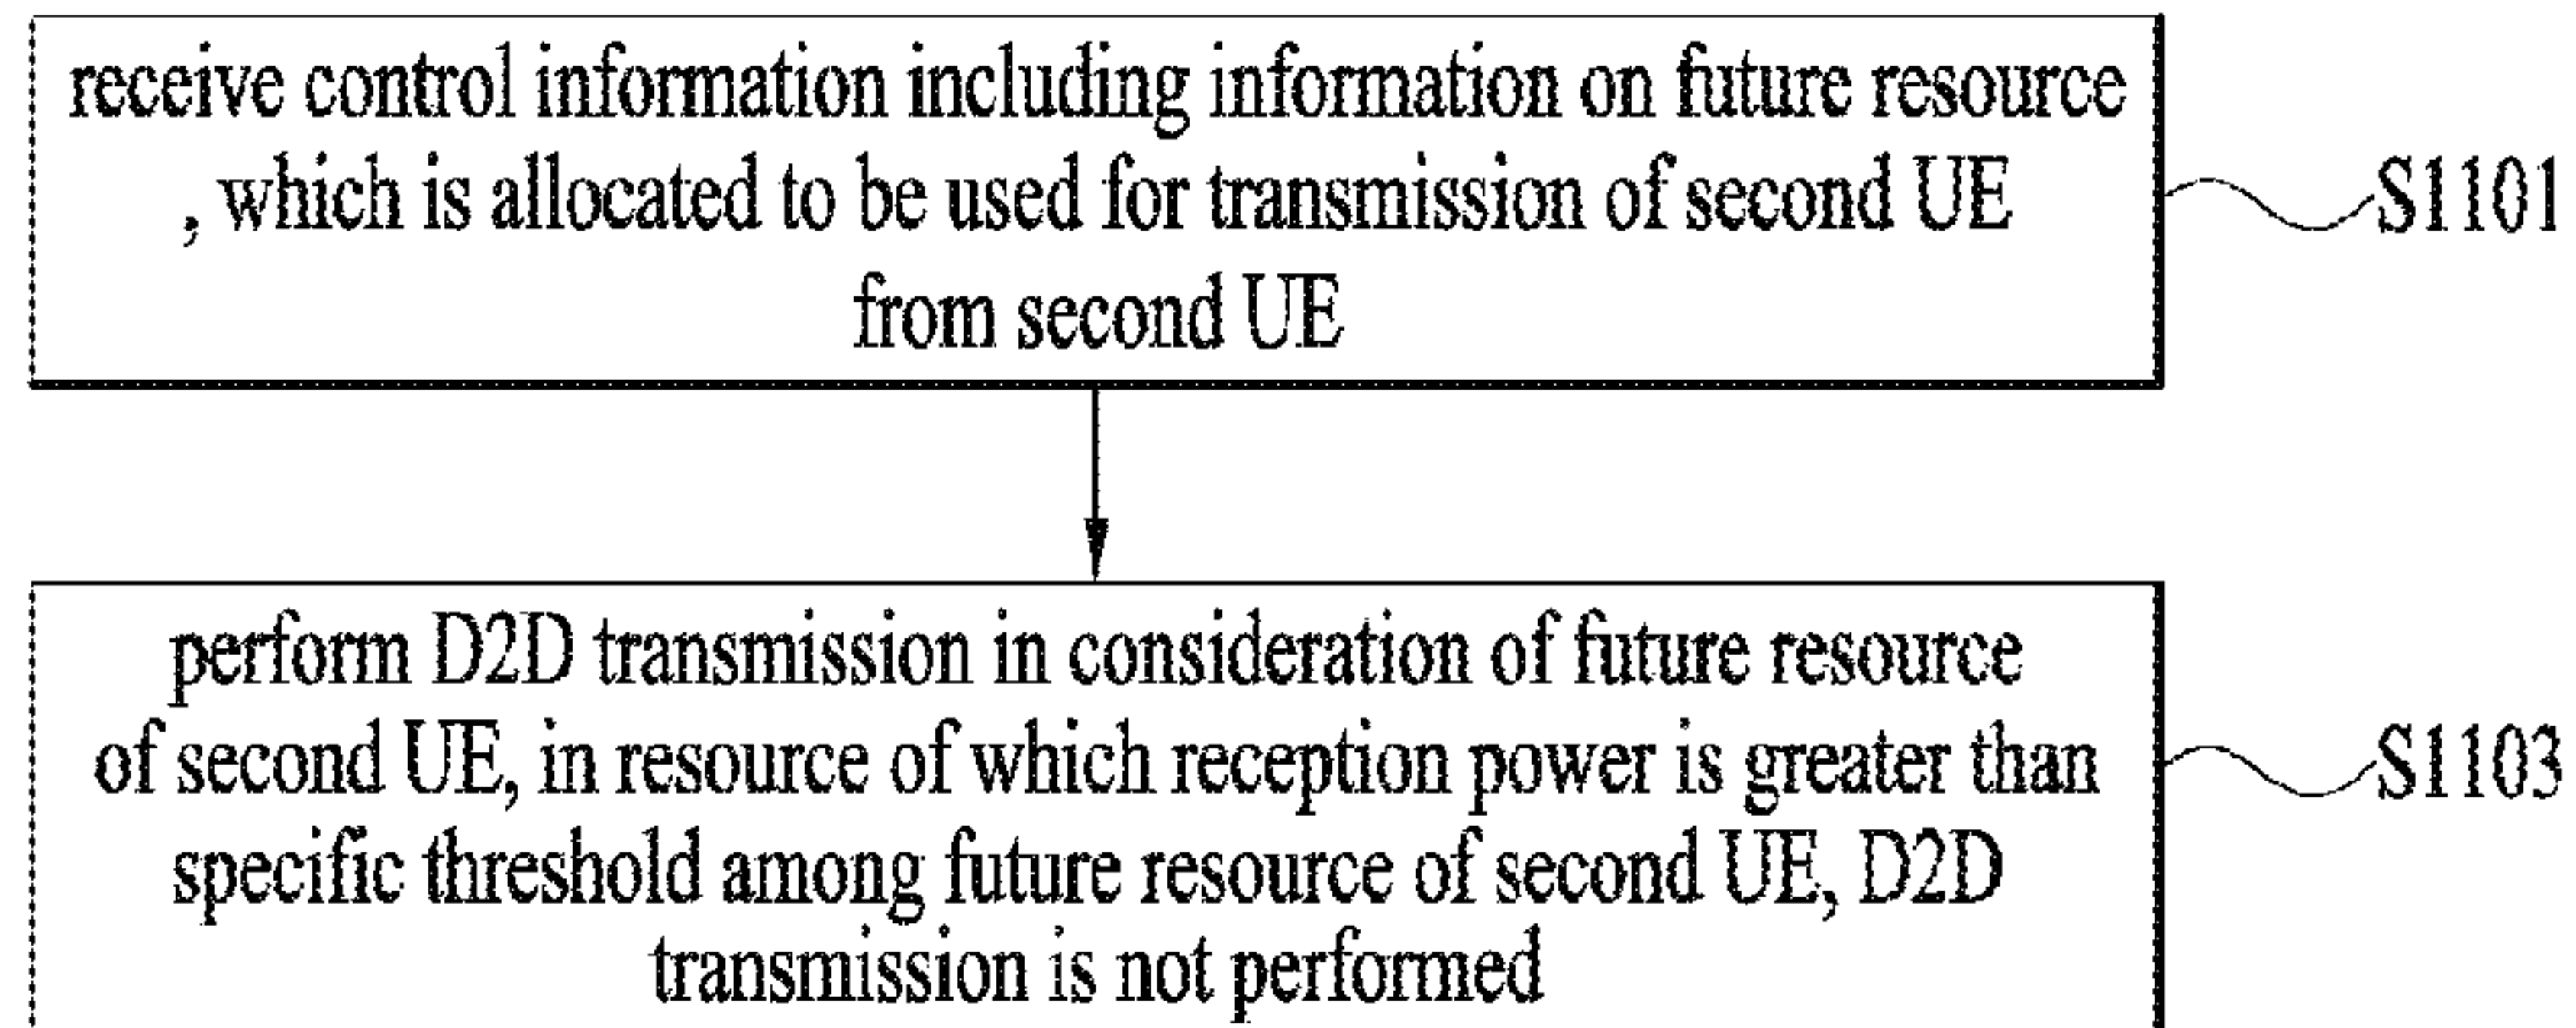 receive control information including information on future resource
, which is allocated to be used for transmission of second UE
from second UE
S1101
perform D2D transmission in consideration of future resource
of second UE, in resource of which reception power is greater than
specific threshold among future resource of second UE, D2D
transmission is not performed
S1103